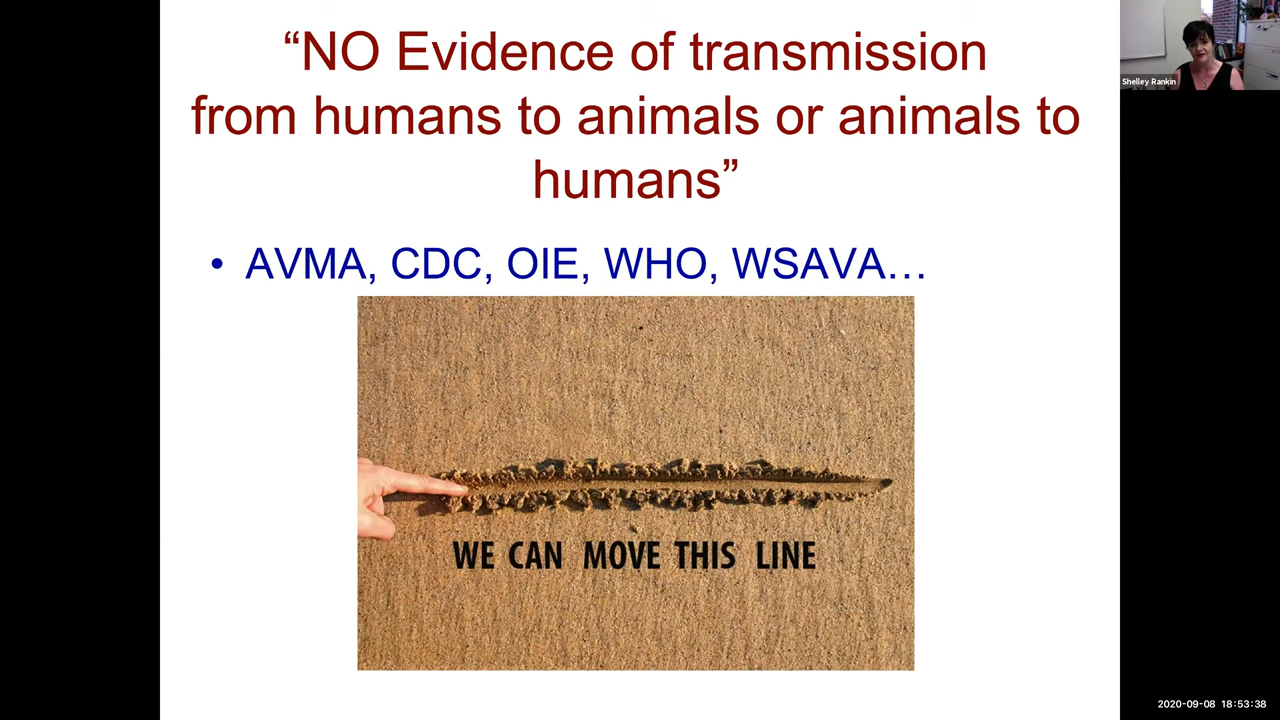 “NO Evidence of transmission
from humans to animals or animals to
humans”
• AVMA, CDC, OIE, WHO, WSAVA…
WE CAN MOVE THIS LINE
Shelley Rankin
2020-09-08 18:53:38